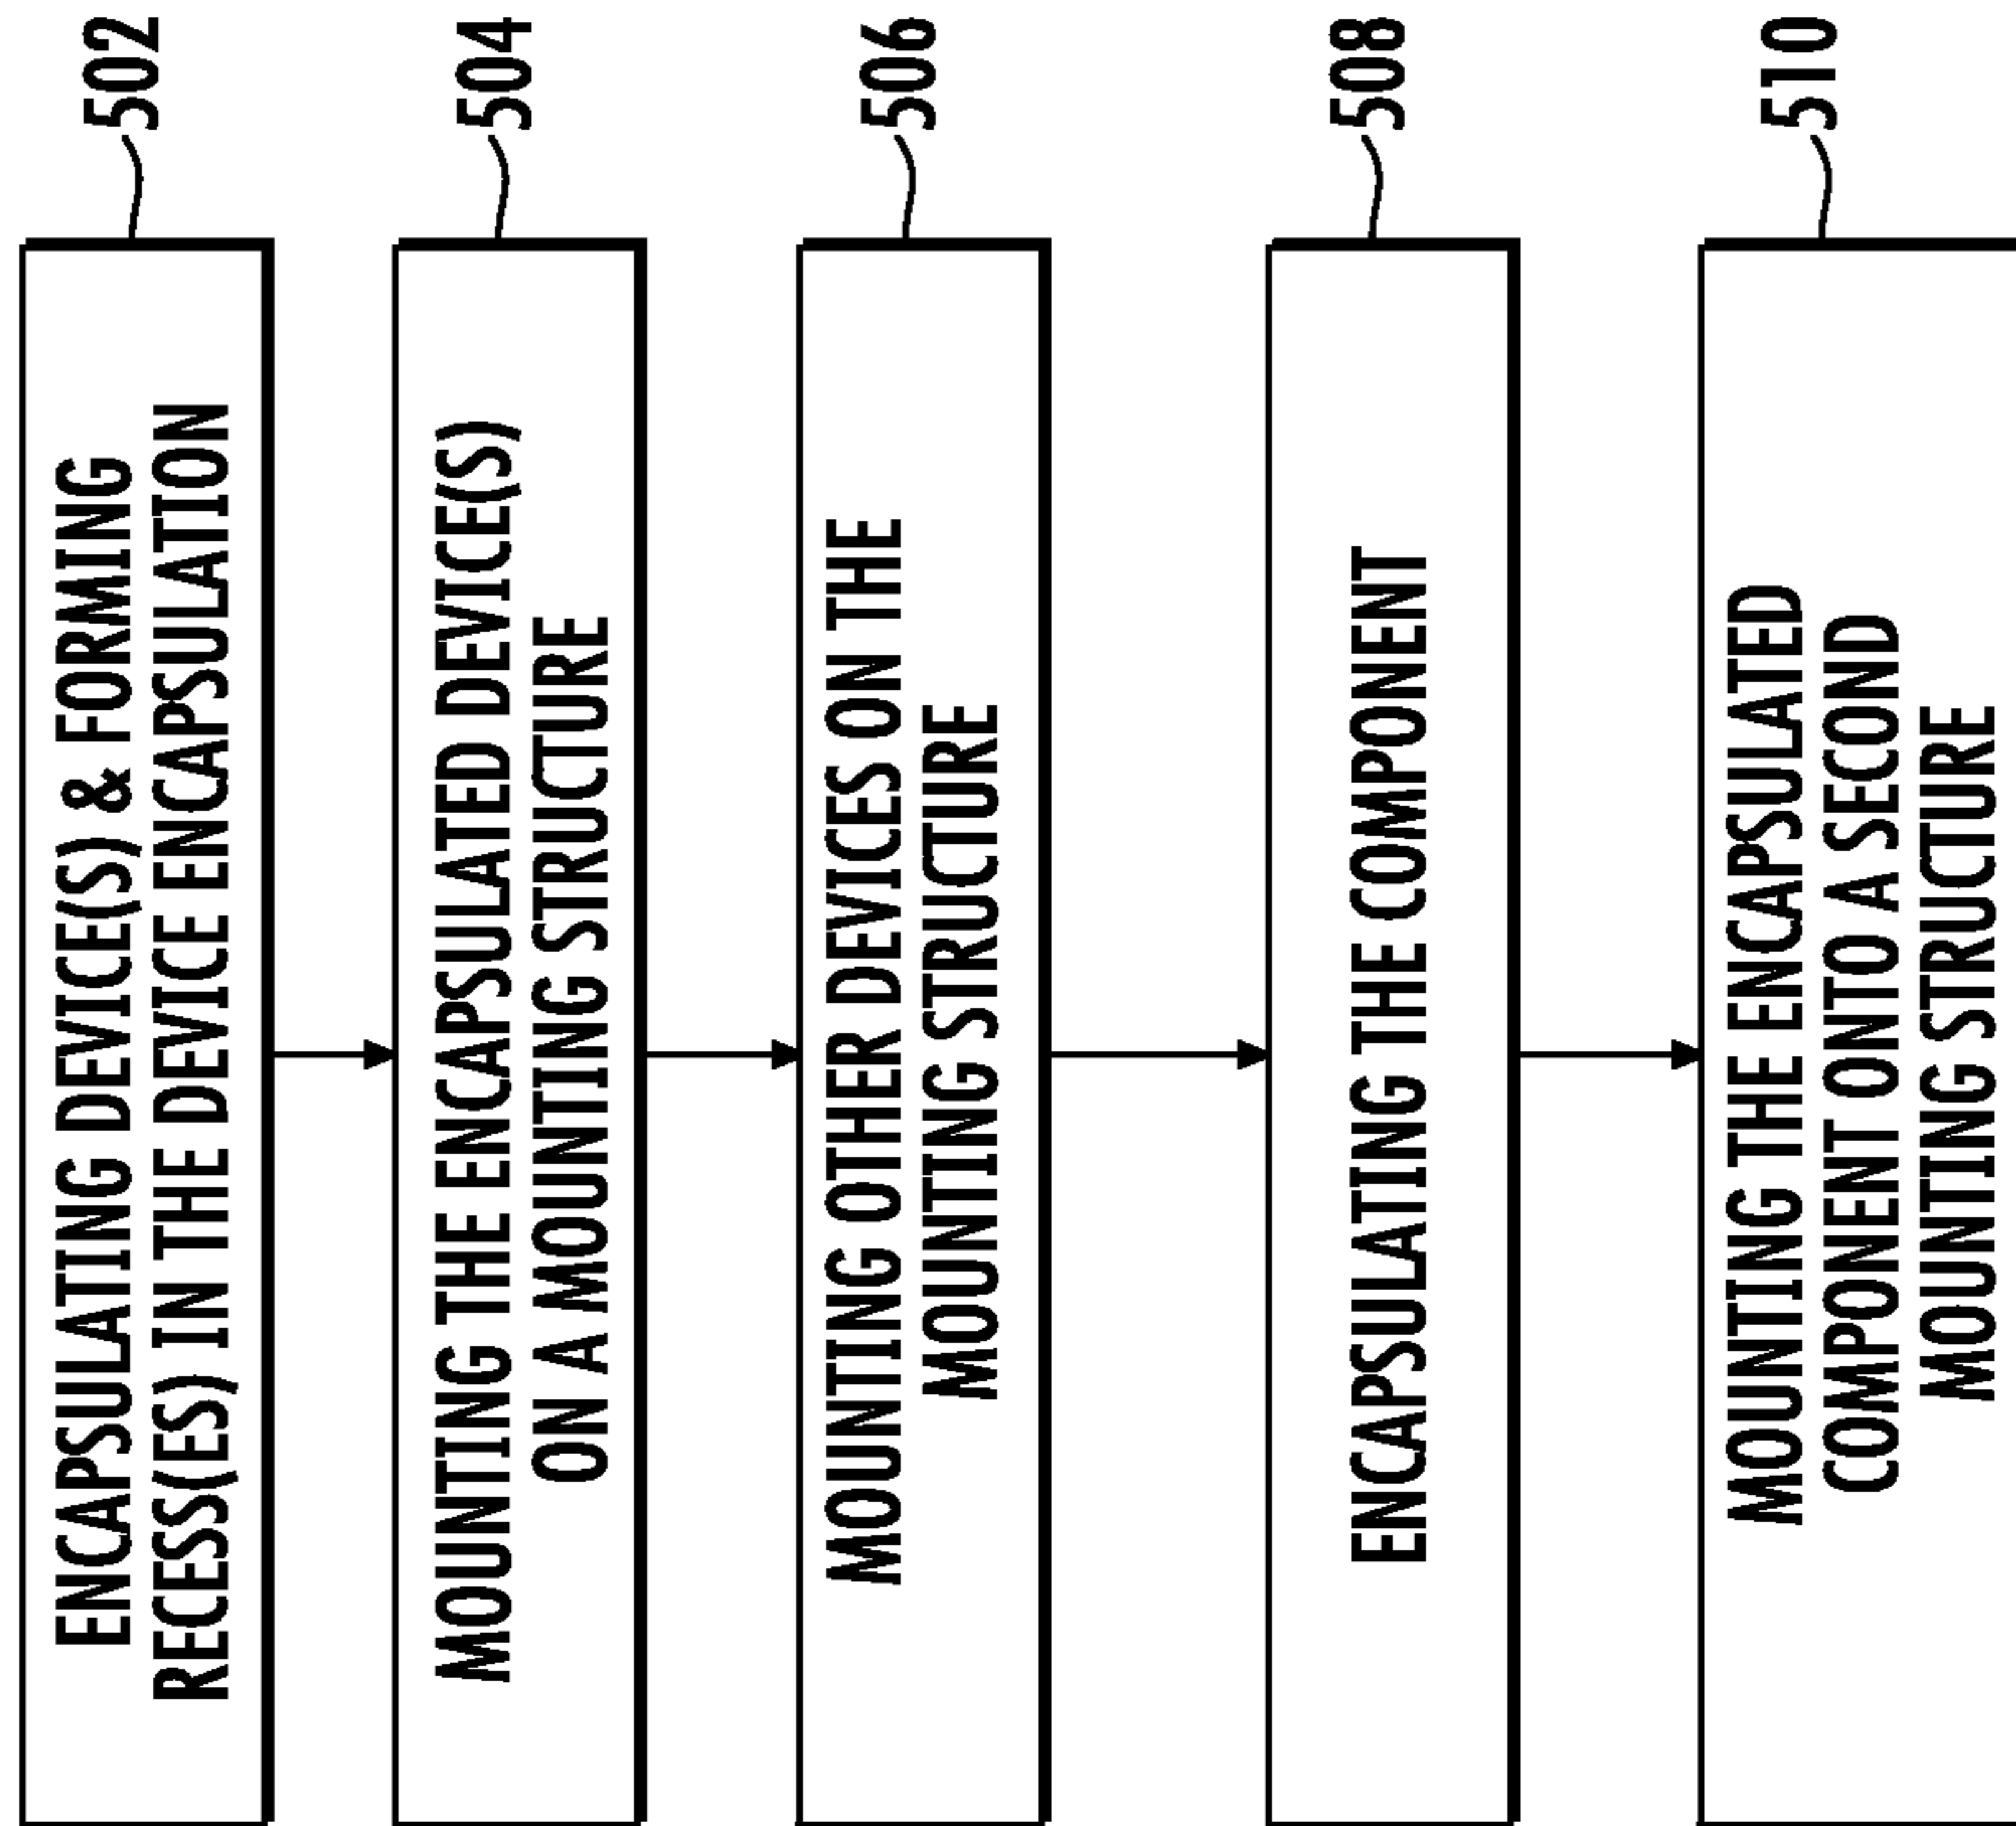 ENCAPSULATING DEVICE(S) & FORMING
RECESS(ES) IN THE DEVICE ENCAPSULATION
502
MOUNTING THE ENCAPSULATED DEVICE(S)
ON A MOUNTING STRUCTURE
504
MOUNTING OTHER DEVICES ON THE
MOUNTING STRUCTURE
506
ENCAPSULATING THE COMPONENT
508
MOUNTING THE ENCAPSULATED
COMPONENT ONTO A SECOND
MOUNTING STRUCTURE
510